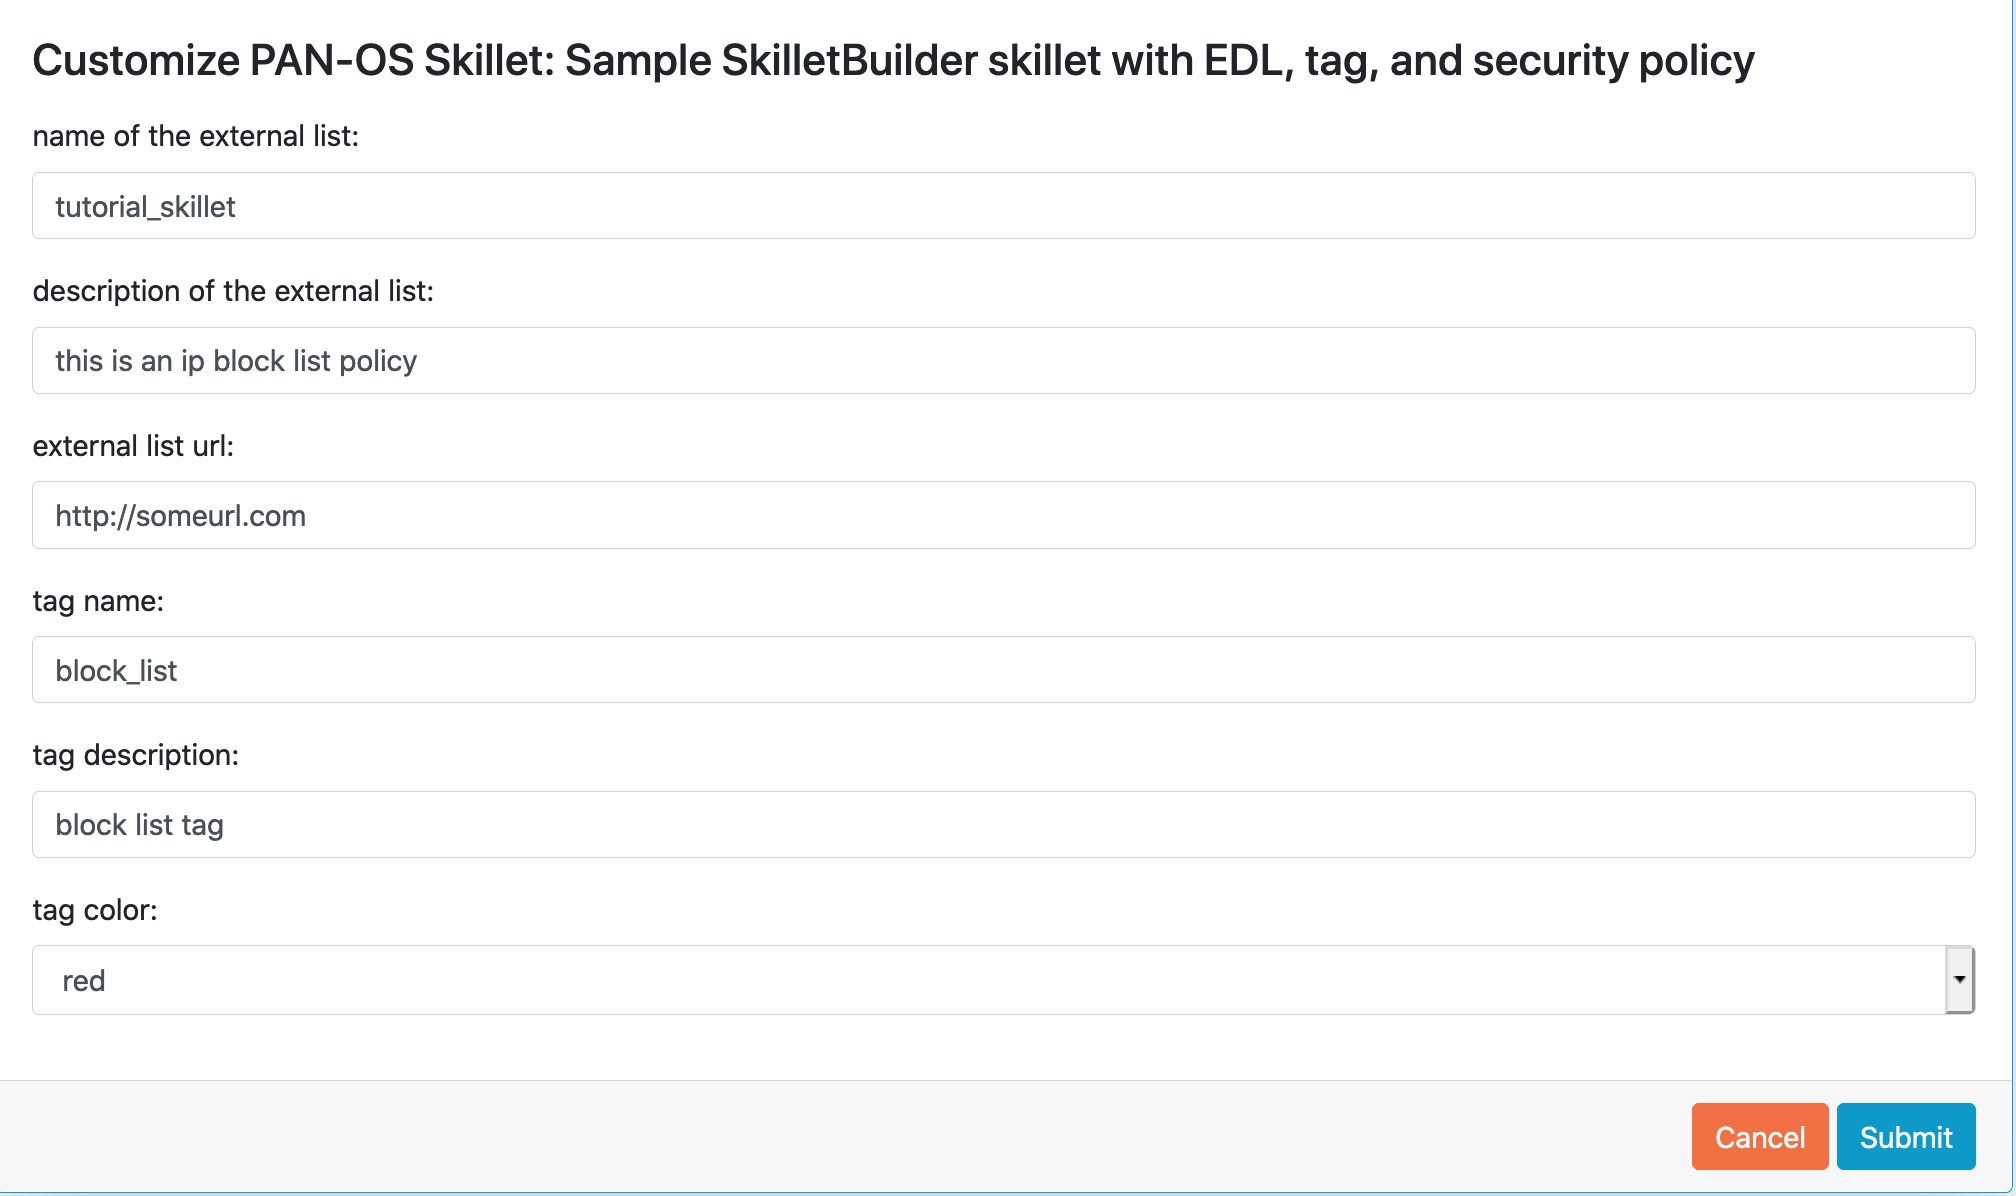 Customize PAN-OS Skillet: Sample SkilletBuilder skillet with EDL, tag, and security policy
name of the external list:
tutorial_skillet
description of the external list:
this is an ip block list policy
external list url:
http://someurl.com
tag name:
block_list
tag description:
block list tag
tag color:
red
Cancel Submit